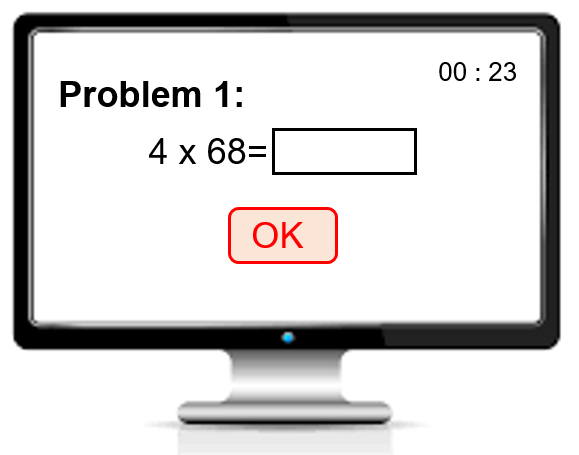 00 : 23
Problem 1:
4 x 68=
OK